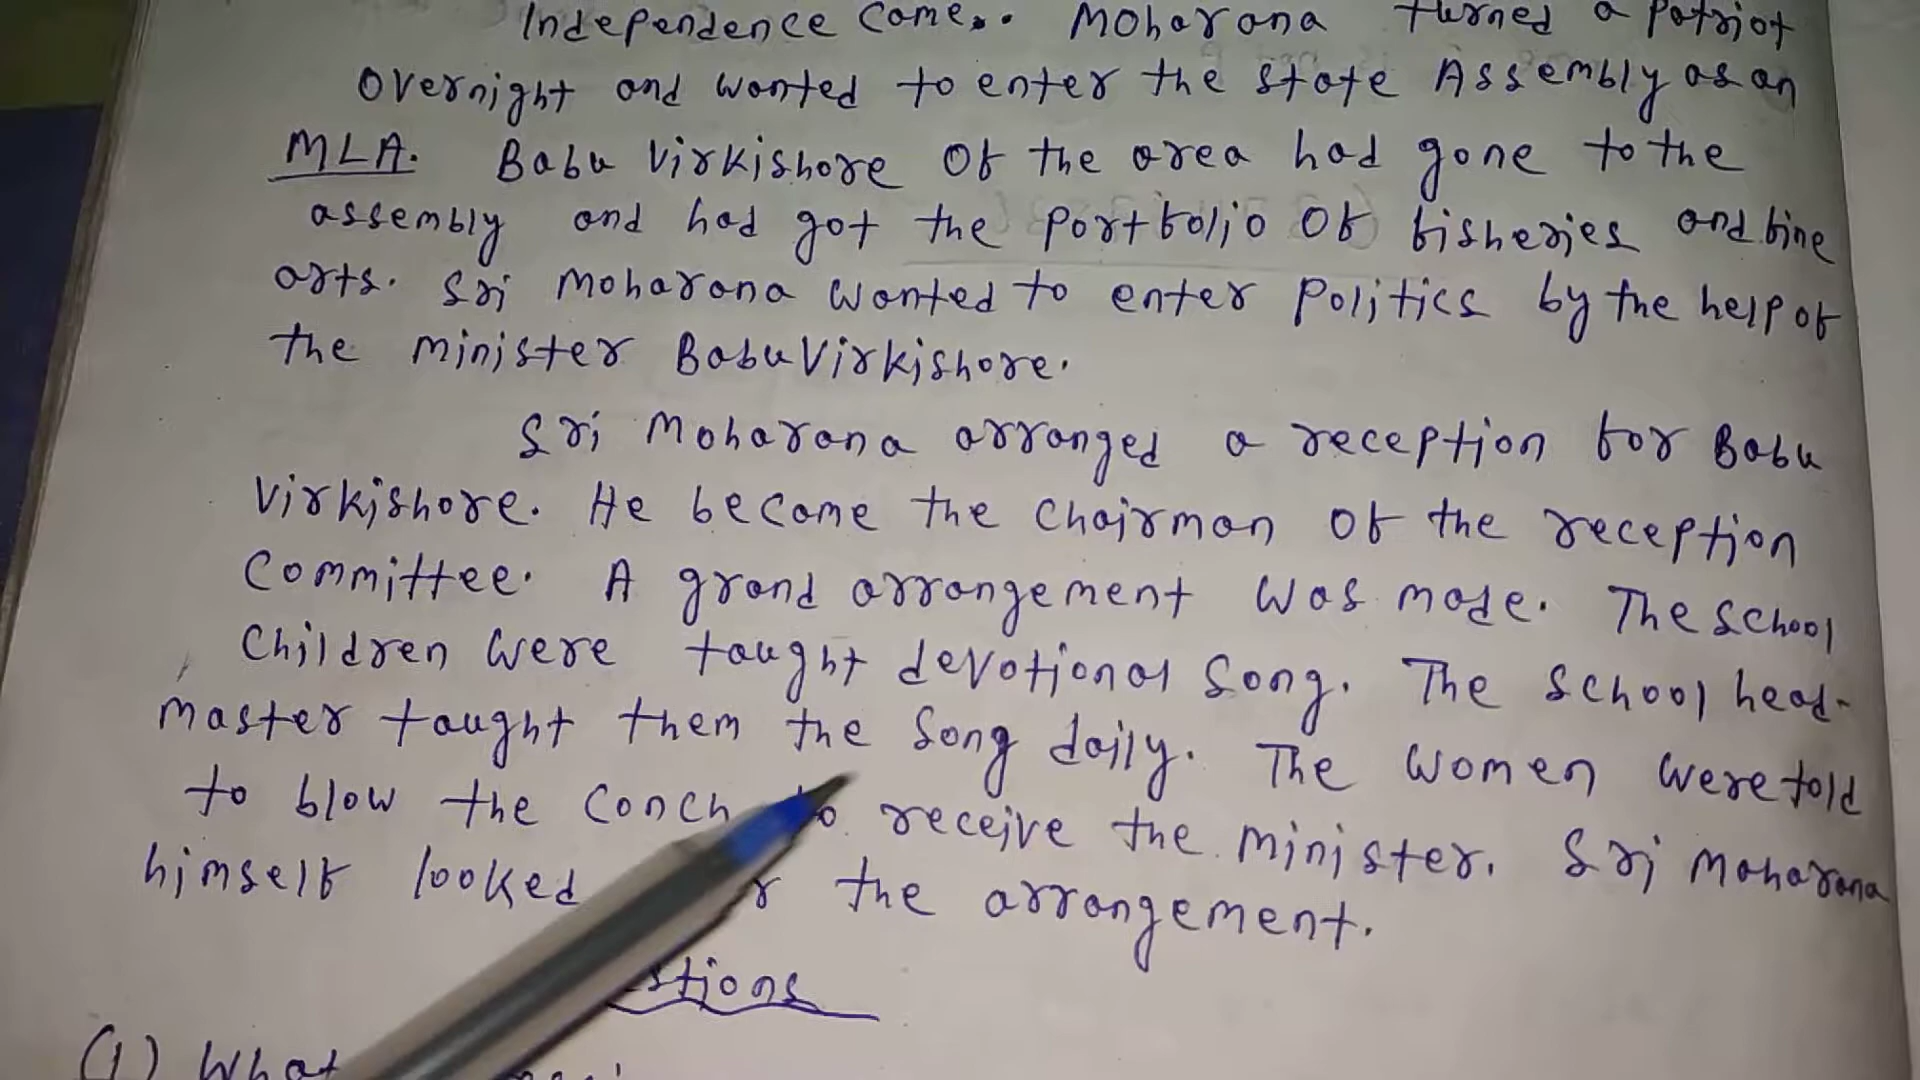 Independence came.. Moharana turned a patriot
overnight and wanted to enter the state Assembly as an
MLA. Babu Virkishore of the area had gone to the
assembly and had got the portfolio of fisheries and fine
arts. Sri Moharana wanted to enter politics by the help of
the minister Babu Virkishore.
Sri Moharana arranged a reception for Babu
Virkishore. He became the chairman of the reception
committee. A grand arrangement was made. The school
children were taught devotional song. The school head-
master taught them the song daily. The women were told
to blow the conch to receive the minister. Sri Moharana
himself looked the arrangement.
(1) What